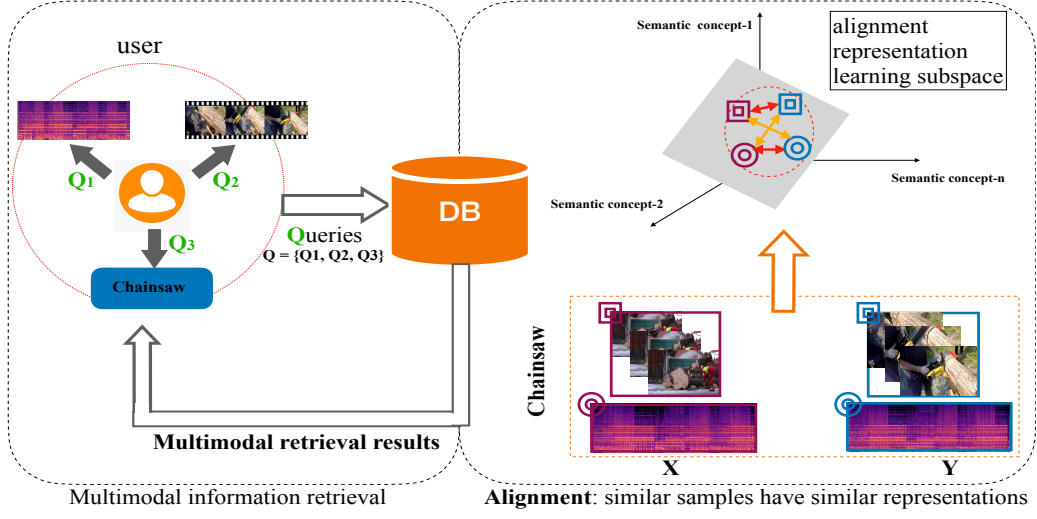 user
Q1
Q2
Q3
Chainsaw
Queries
Q = {Q1, Q2, Q3}
DB
Multimodal retrieval results
Multimodal information retrieval
Semantic concept-1
alignment
representation
learning subspace
Semantic concept-n
Semantic concept-2
Chainsaw
X
Y
Alignment: similar samples have similar representations